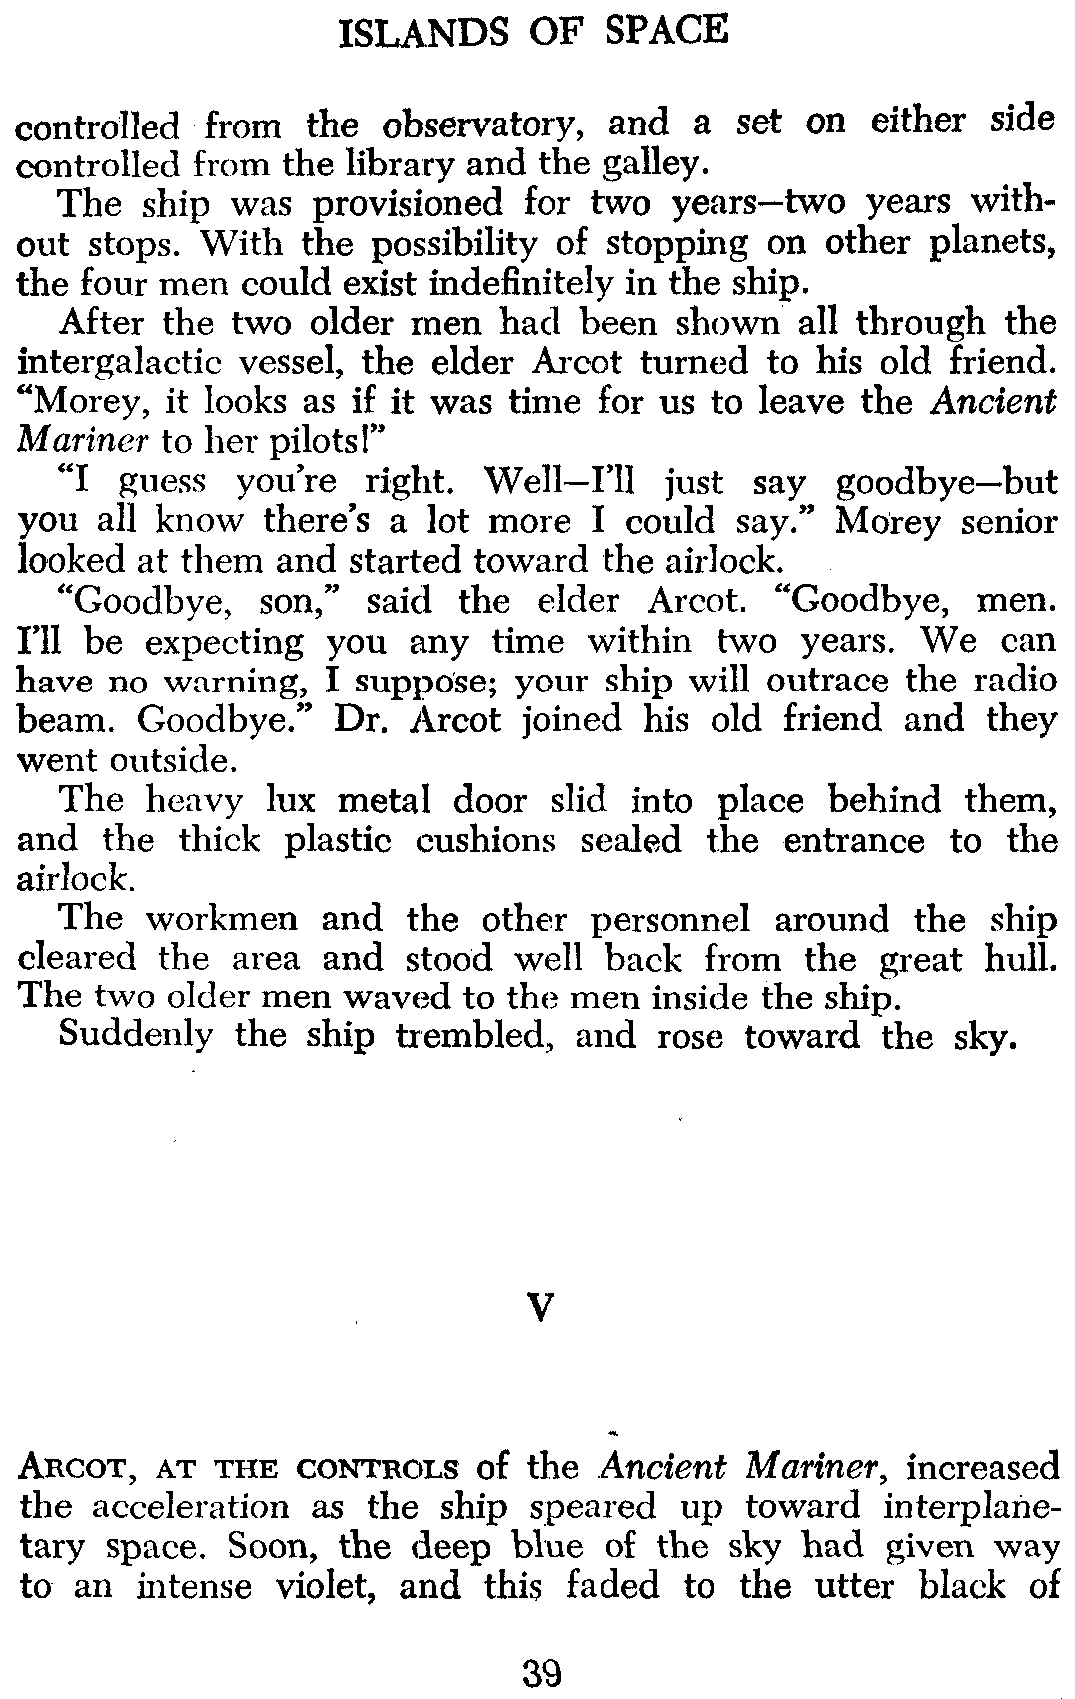 ISLANDS OF SPACE
controlled from the observatory, and a set on either side
controlled from the library and the galley.
The ship was provisioned for two years—two years with-
out stops. With the possibility of stopping on other planets,
the four men could exist indefinitely in the ship.
After the two older men had been shown all through the
intergalactic vessel, the elder Arcot turned to his old friend.
“Morey, it looks as if it was time for us to leave the Ancient
Mariner to her pilots!”
“I guess you’re right. Well—I’ll just say goodbye—but
you all know there’s a lot more I could say.” Morey senior
looked at them and started toward the airlock.
“Goodbye, son,” said the elder Arcot. “Goodbye, men.
I’ll be expecting you any time within two years. We can
have no warning, I suppose; your ship will outrace the radio
beam. Goodbye.” Dr. Arcot joined his old friend and they
went outside.
The heavy lux metal door slid into place behind them,
and the thick plastic cushions sealed the entrance to the
airlock.
The workmen and the other personnel around the ship
cleared the area and stood well back from the great hull.
The two older men waved to the men inside the ship.
Suddenly the ship trembled, and rose toward the sky.
V
ARCOT, AT THE CONTROLS of the Ancient Mariner, increased
the acceleration as the ship speared up toward interplane-
tary space. Soon, the deep blue of the sky had given way
to an intense violet, and this faded to the utter black of
39